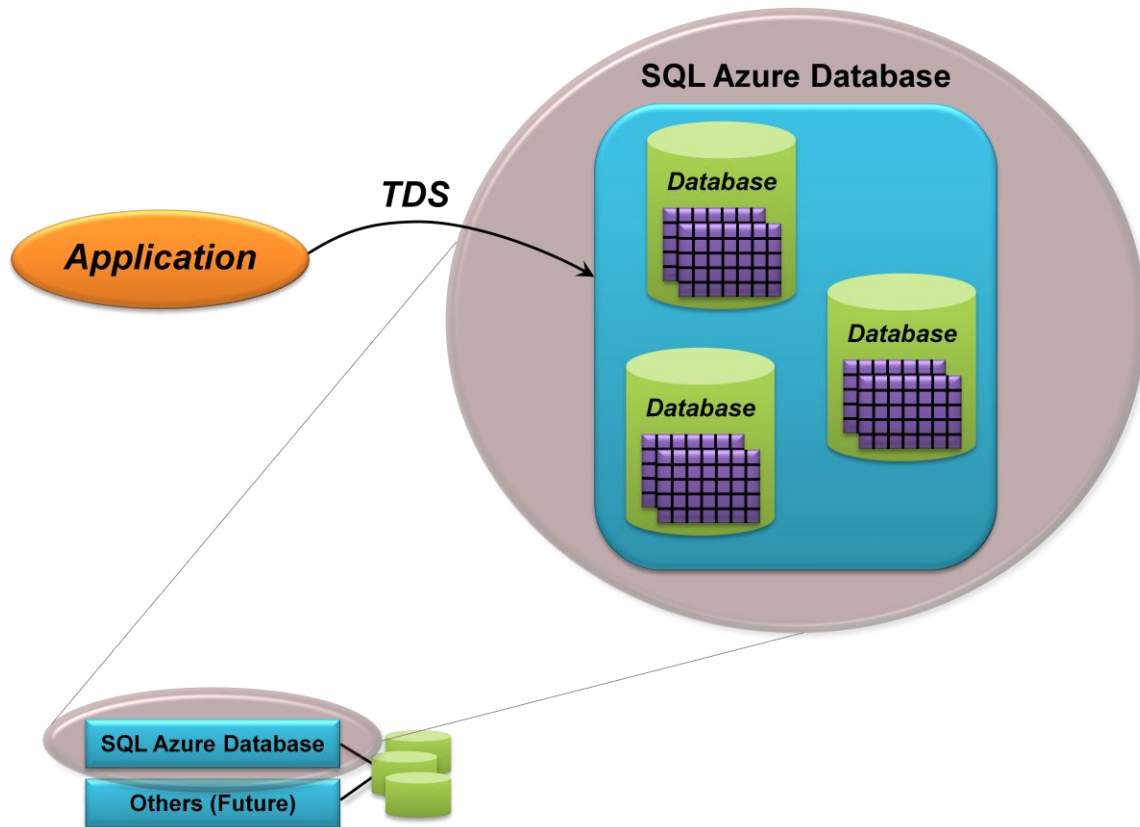 SQL Azure Database
TDS
Application
Database
Database
Database
SQL Azure Database
Others (Future)